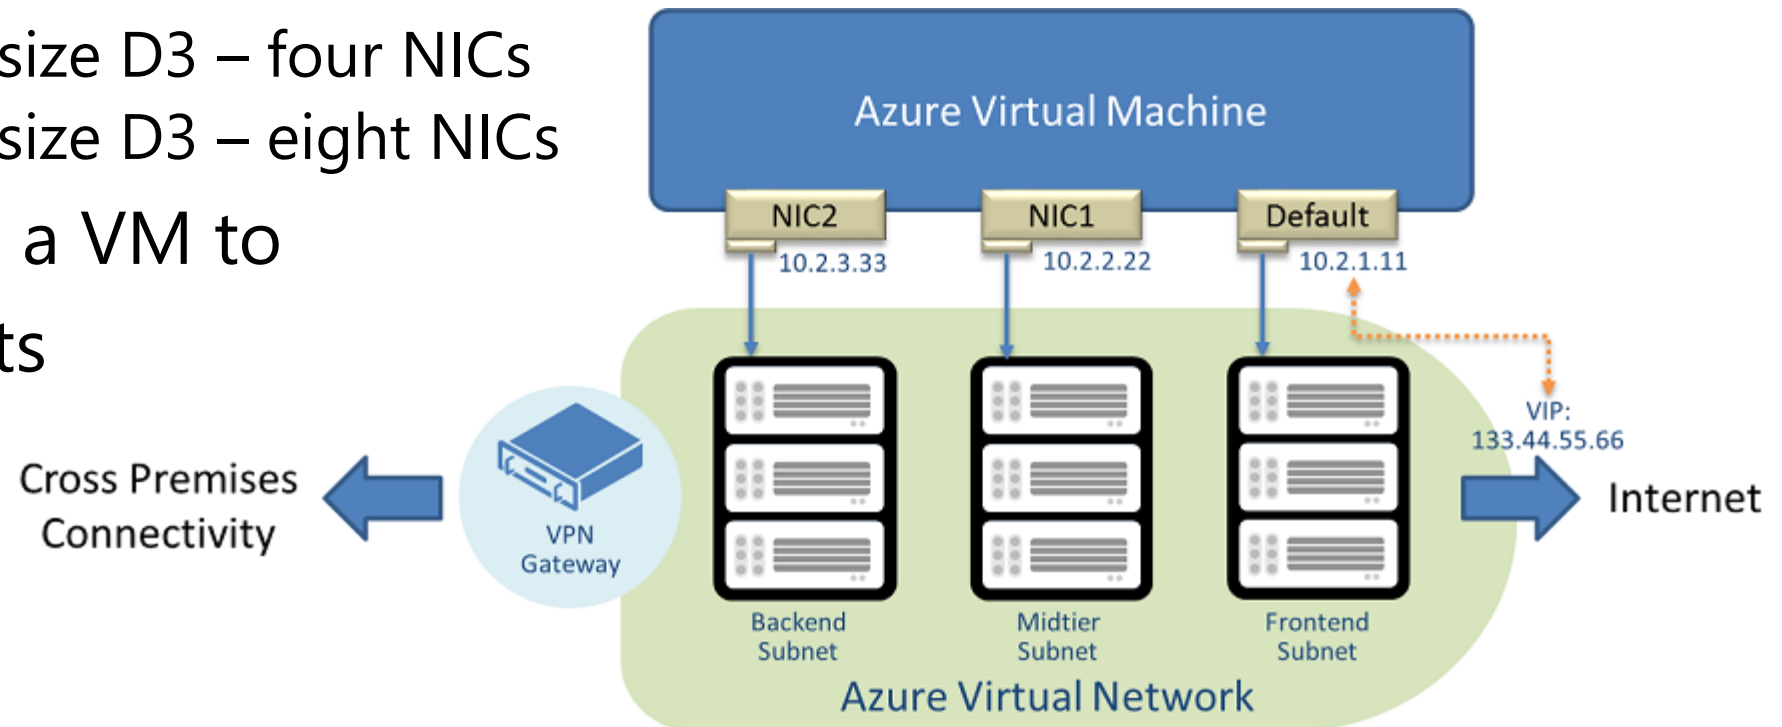 size D3 – four NICs
size D3 – eight NICs
a VM to
ts
Azure Virtual Machine
NIC2
NIC1
Default
10.2.3.33
10.2.2.22
10.2.1.11
VIP:
133.44.55.66
Cross Premises
Connectivity
VPN
Gateway
Internet
Backend
Subnet
Midtier
Subnet
Frontend
Subnet
Azure Virtual Network